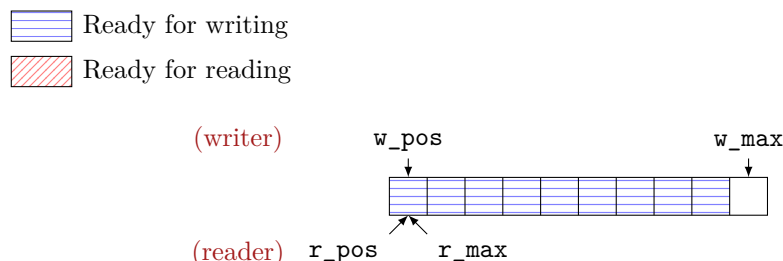 Ready for writing
Ready for reading
(writer) w_pos w_max
(reader) r_pos r_max